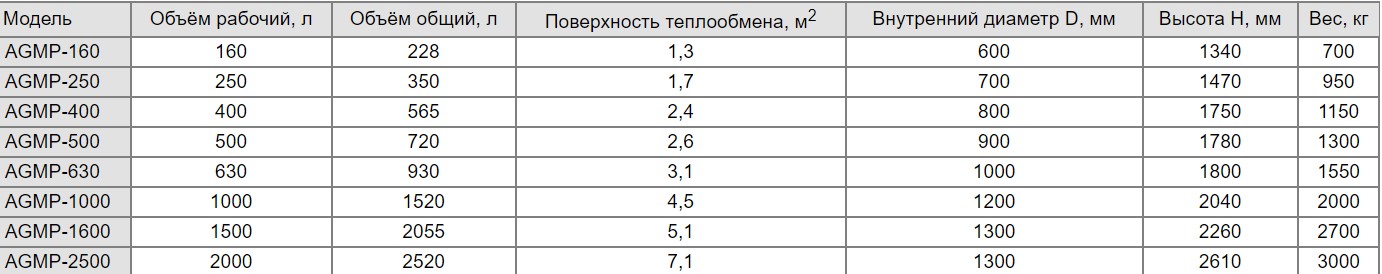 Модель Объём рабочий, л Объём общий, л Поверхность теплообмена, м2 Внутренний диаметр D, мм Высота H, мм Вес, кг
AGMP-160 160 228 1,3 600 1340 700
AGMP-250 250 350 1,7 700 1470 950
AGMP-400 400 565 2,4 800 1750 1150
AGMP-500 500 720 2,6 900 1780 1300
AGMP-630 630 930 3,1 1000 1800 1550
AGMP-1000 1000 1520 4,5 1200 2040 2000
AGMP-1600 1500 2055 5,1 1300 2260 2700
AGMP-2500 2000 2520 7,1 1300 2610 3000